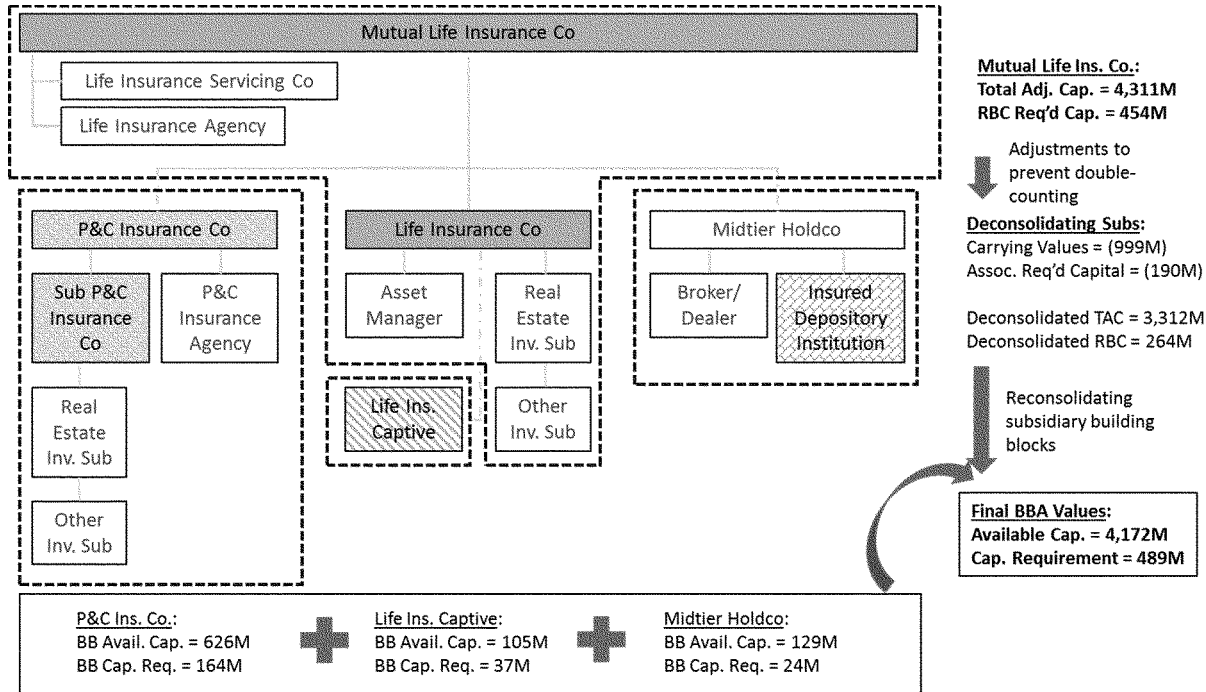 Mutual Life Insurance Co
Life Insurance Servicing Co
Life Insurance Agency
P&C Insurance Co
Sub P&C
Insurance
Co
P&C
Insurance
Agency
Real
Estate
Inv. Sub
Other
Inv. Sub
Life Insurance Co
Asset
Manager
Real
Estate
Inv. Sub
Life Ins.
Captive
Other
Inv. Sub
Midtier Holdco
Broker/
Dealer
Insured
Depository
Institution
Mutual Life Ins. Co.:
Total Adj. Cap. = 4,311M
RBC Req'd Cap. = 454M
Adjustments to
prevent double-
counting
Deconsolidating Subs:
Carrying Values = (999M)
Assoc. Req'd Capital = (190M)
Deconsolidated TAC = 3,312M
Deconsolidated RBC = 264M
Reconsolidating
subsidiary building
blocks
Final BBA Values:
Available Cap. = 4,172M
Cap. Requirement = 489M
P&C Ins. Co.:
BB Avail. Cap. = 626M
BB Cap. Req. = 164M
Life Ins. Captive:
BB Avail. Cap. = 105M
BB Cap. Req. = 37M
Midtier Holdco:
BB Avail. Cap. = 129M
BB Cap. Req. = 24M